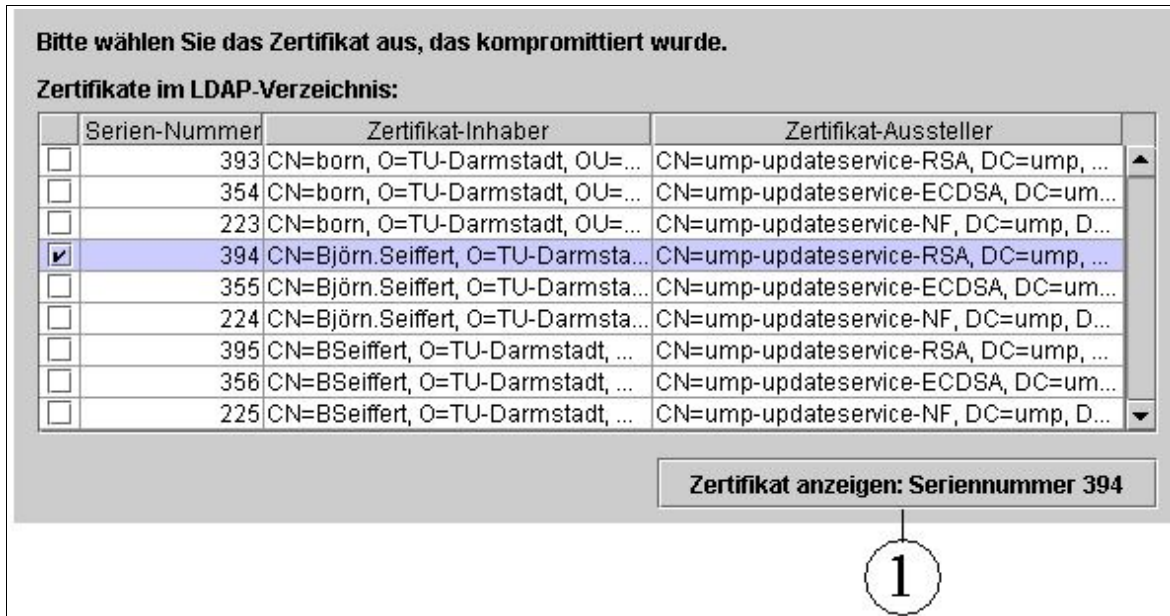 Bitte wählen Sie das Zertifikat aus, das kompromittiert wurde.
Zertifikate im LDAP-Verzeichnis:
Serien-Nummer Zertifikat-Inhaber Zertifikat-Aussteller
393 CN=born, O=TU-Darmstadt, OU=... CN=ump-updateservice-RSA, DC=ump, ...
354 CN=born, O=TU-Darmstadt, OU=... CN=ump-updateservice-ECDSA, DC=um...
223 CN=born, O=TU-Darmstadt, OU=... CN=ump-updateservice-NF, DC=ump, D...
394 CN=Björn.Seiffert, O=TU-Darmsta... CN=ump-updateservice-RSA, DC=ump, ...
355 CN=Björn.Seiffert, O=TU-Darmsta... CN=ump-updateservice-ECDSA, DC=um...
224 CN=Björn.Seiffert, O=TU-Darmsta... CN=ump-updateservice-NF, DC=ump, D...
395 CN=BSeiffert, O=TU-Darmstadt, ... CN=ump-updateservice-RSA, DC=ump, ...
356 CN=BSeiffert, O=TU-Darmstadt, ... CN=ump-updateservice-ECDSA, DC=um...
225 CN=BSeiffert, O=TU-Darmstadt, ... CN=ump-updateservice-NF, DC=ump, D...
Zertifikat anzeigen: Seriennummer 394
1